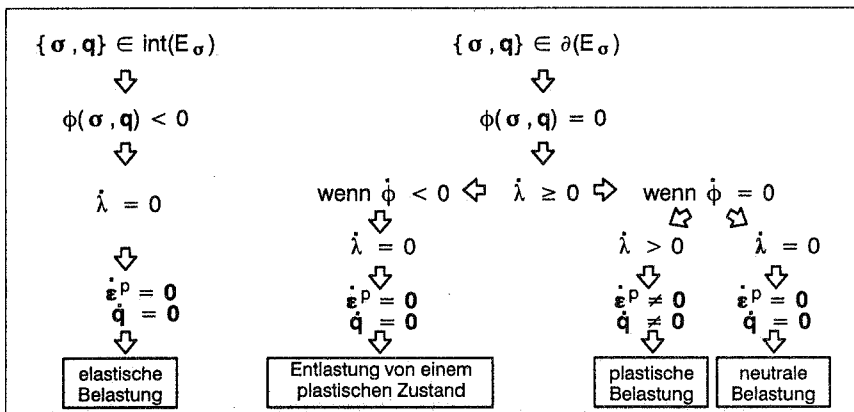 {σ, q} ∈ int(E_σ) {σ, q} ∈ ∂(E_σ)
ϕ(σ, q) < 0 ϕ(σ, q) = 0
wenn ϕ̇ < 0 λ̇ ≥ 0 wenn ϕ̇ = 0
λ̇ = 0
λ̇ = 0 λ̇ > 0 λ̇ = 0
ε̇ᵖ = 0 ε̇ᵖ = 0 ε̇ᵖ ≠ 0 ε̇ᵖ = 0
q̇ = 0 q̇ = 0 q̇ ≠ 0 q̇ = 0
elastische Belastung
Entlastung von einem plastischen Zustand
plastische Belastung
neutrale Belastung